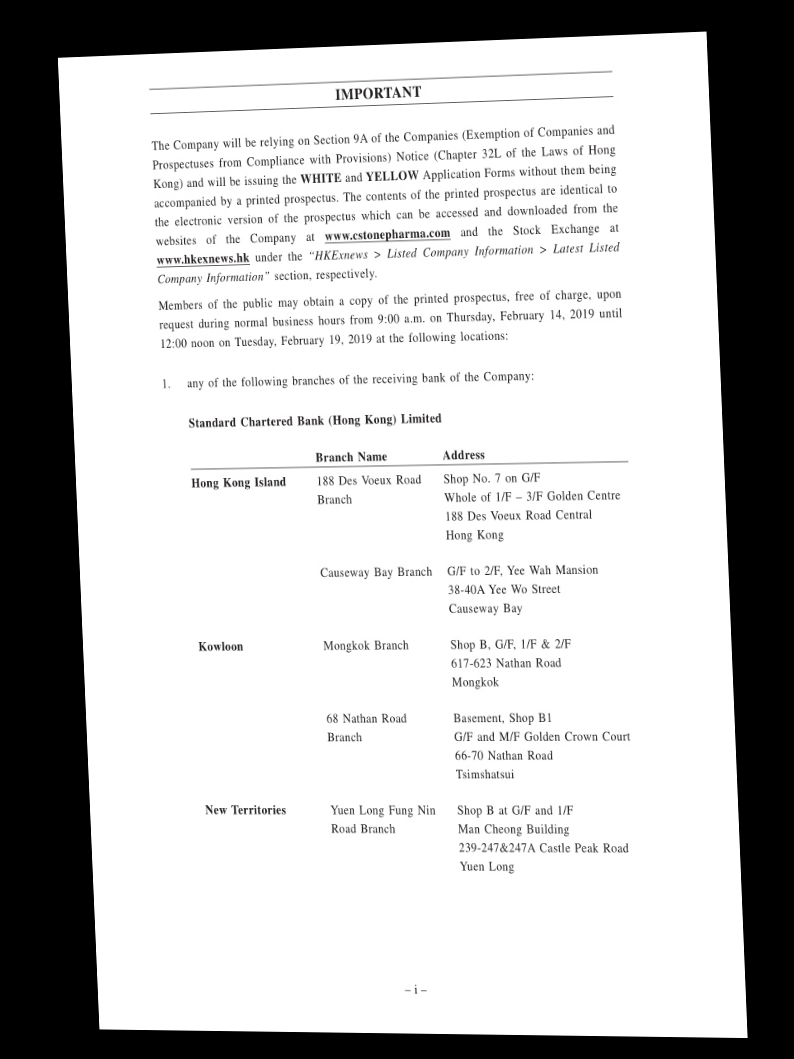 IMPORTANT
The Company will be relying on Section 9A of the Companies (Exemption of Companies and
Prospectuses from Compliance with Provisions) Notice (Chapter 32L of the Laws of Hong
Kong) and will be issuing the WHITE and YELLOW Application Forms without them being
accompanied by a printed prospectus. The contents of the printed prospectus are identical to
the electronic version of the prospectus which can be accessed and downloaded from the
websites of the Company at www.cstonepharma.com and the Stock Exchange at
www.hkexnews.hk under the “HKExnews > Listed Company Information > Latest Listed
Company Information” section, respectively.
Members of the public may obtain a copy of the printed prospectus, free of charge, upon
request during normal business hours from 9:00 a.m. on Thursday, February 14, 2019 until
12:00 noon on Tuesday, February 19, 2019 at the following locations:
1. any of the following branches of the receiving bank of the Company:
Standard Chartered Bank (Hong Kong) Limited
Branch Name Address
Hong Kong Island 188 Des Voeux Road Shop No. 7 on G/F
Branch Whole of 1/F – 3/F Golden Centre
188 Des Voeux Road Central
Hong Kong
Causeway Bay Branch G/F to 2/F, Yee Wah Mansion
38-40A Yee Wo Street
Causeway Bay
Kowloon Mongkok Branch Shop B, G/F, 1/F & 2/F
617-623 Nathan Road
Mongkok
68 Nathan Road Basement, Shop B1
Branch G/F and M/F Golden Crown Court
66-70 Nathan Road
Tsimshatsui
New Territories Yuen Long Fung Nin Shop B at G/F and 1/F
Road Branch Man Cheong Building
239-247&247A Castle Peak Road
Yuen Long
– i –